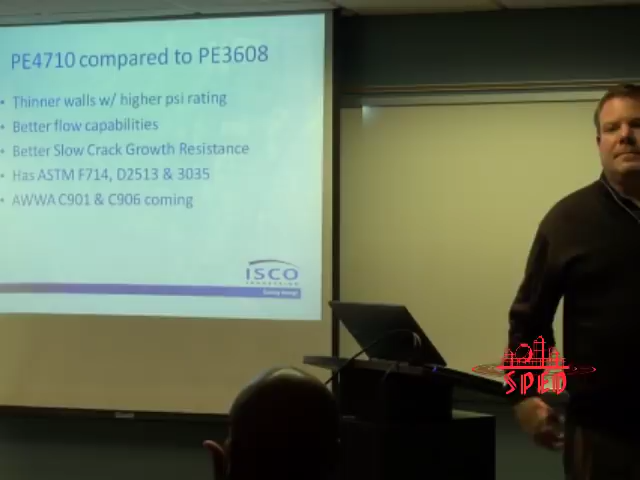 PE4710 compared to PE3608
• Thinner walls w/ higher psi rating
• Better flow capabilities
• Better Slow Crack Growth Resistance
• Has ASTM F714, D2513 & 3035
• AWWA C901 & C906 coming
ISCO
SPED